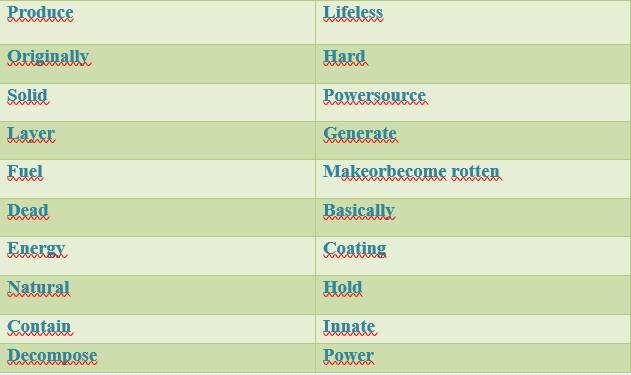 Produce Lifeless
Originally Hard
Solid Powersource
Layer Generate
Fuel Makeorbecome rotten
Dead Basically
Energy Coating
Natural Hold
Contain Innate
Decompose Power